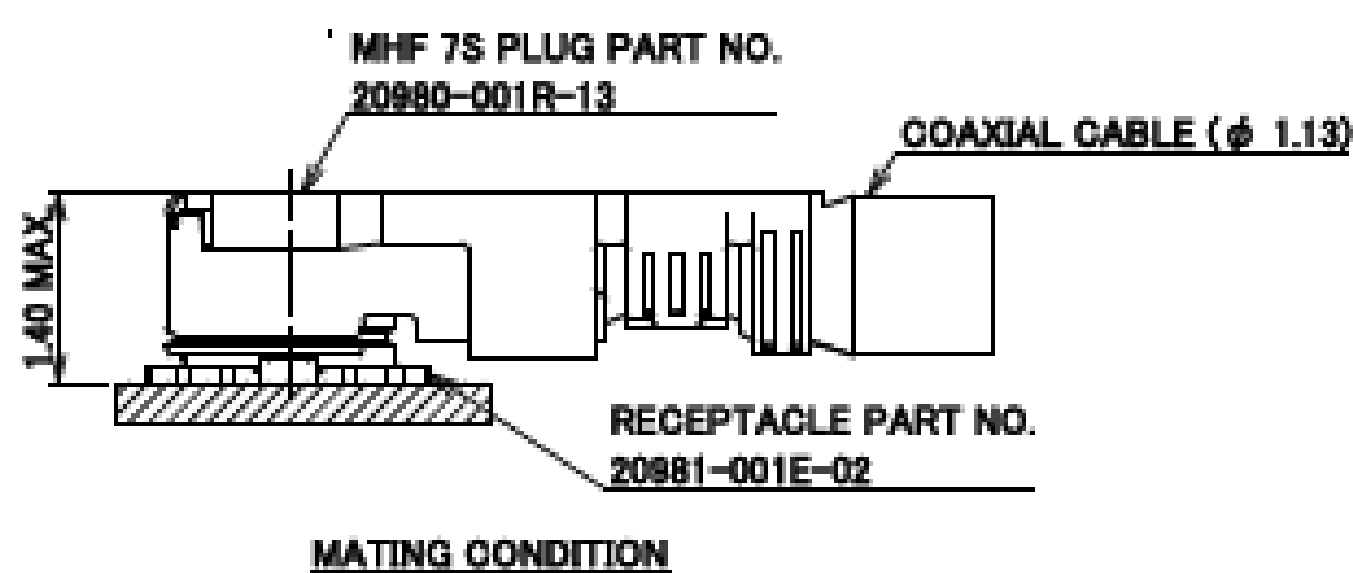 MHF 7S PLUG PART NO.
20980-001R-13
COAXIAL CABLE (ϕ 1.13)
1.40 MAX
RECEPTACLE PART NO.
20981-001E-02
MATING CONDITION